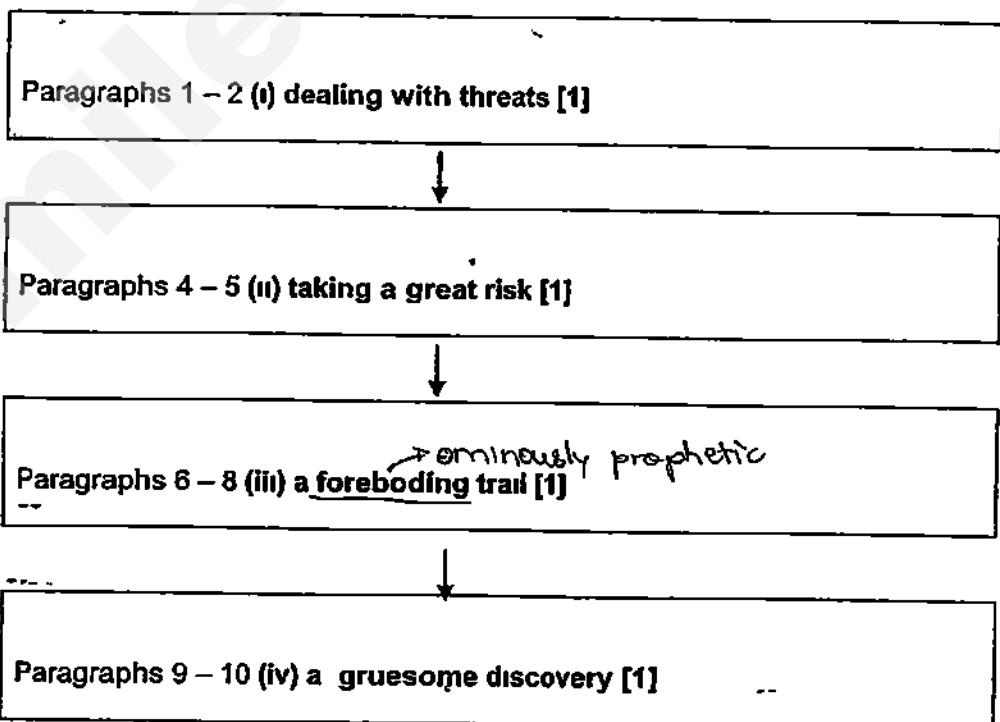 Paragraphs 1 – 2 (i) dealing with threats [1]
Paragraphs 4 – 5 (ii) taking a great risk [1]
ominously prophetic
Paragraphs 6 – 8 (iii) a foreboding trail [1]
Paragraphs 9 – 10 (iv) a gruesome discovery [1]